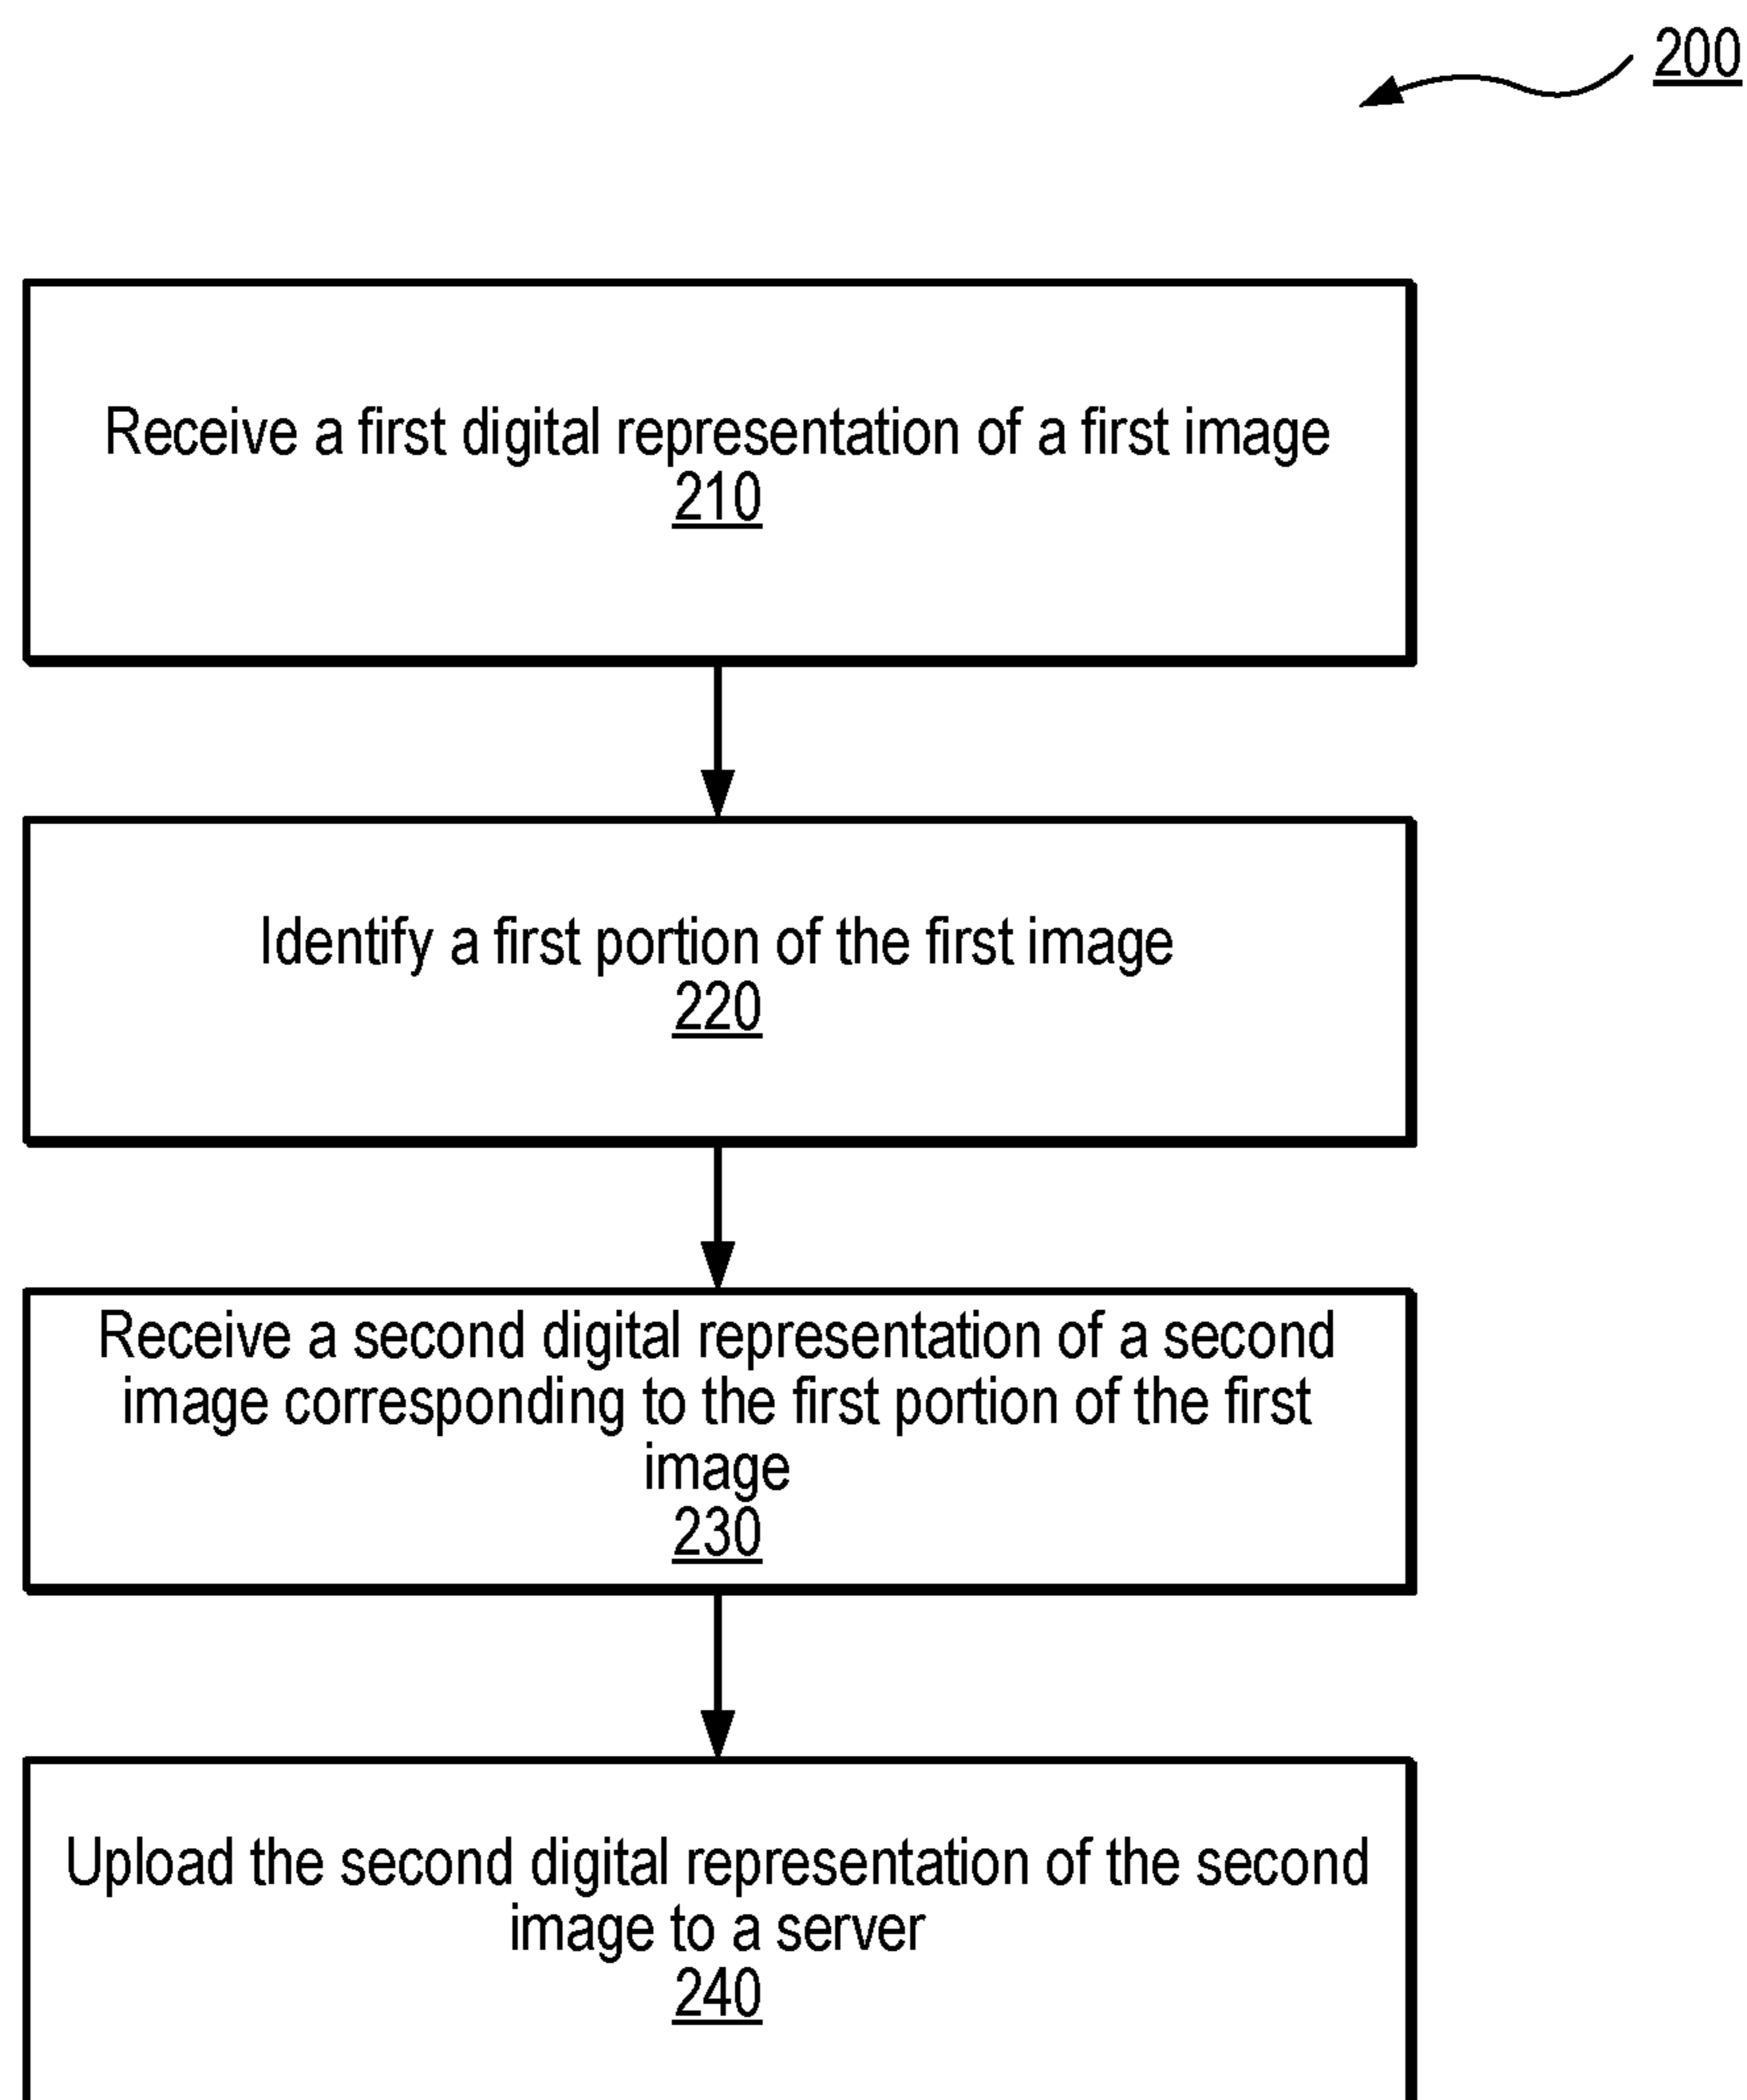 200
Receive a first digital representation of a first image
210
Identify a first portion of the first image
220
Receive a second digital representation of a second
image corresponding to the first portion of the first
image
230
Upload the second digital representation of the second
image to a server
240